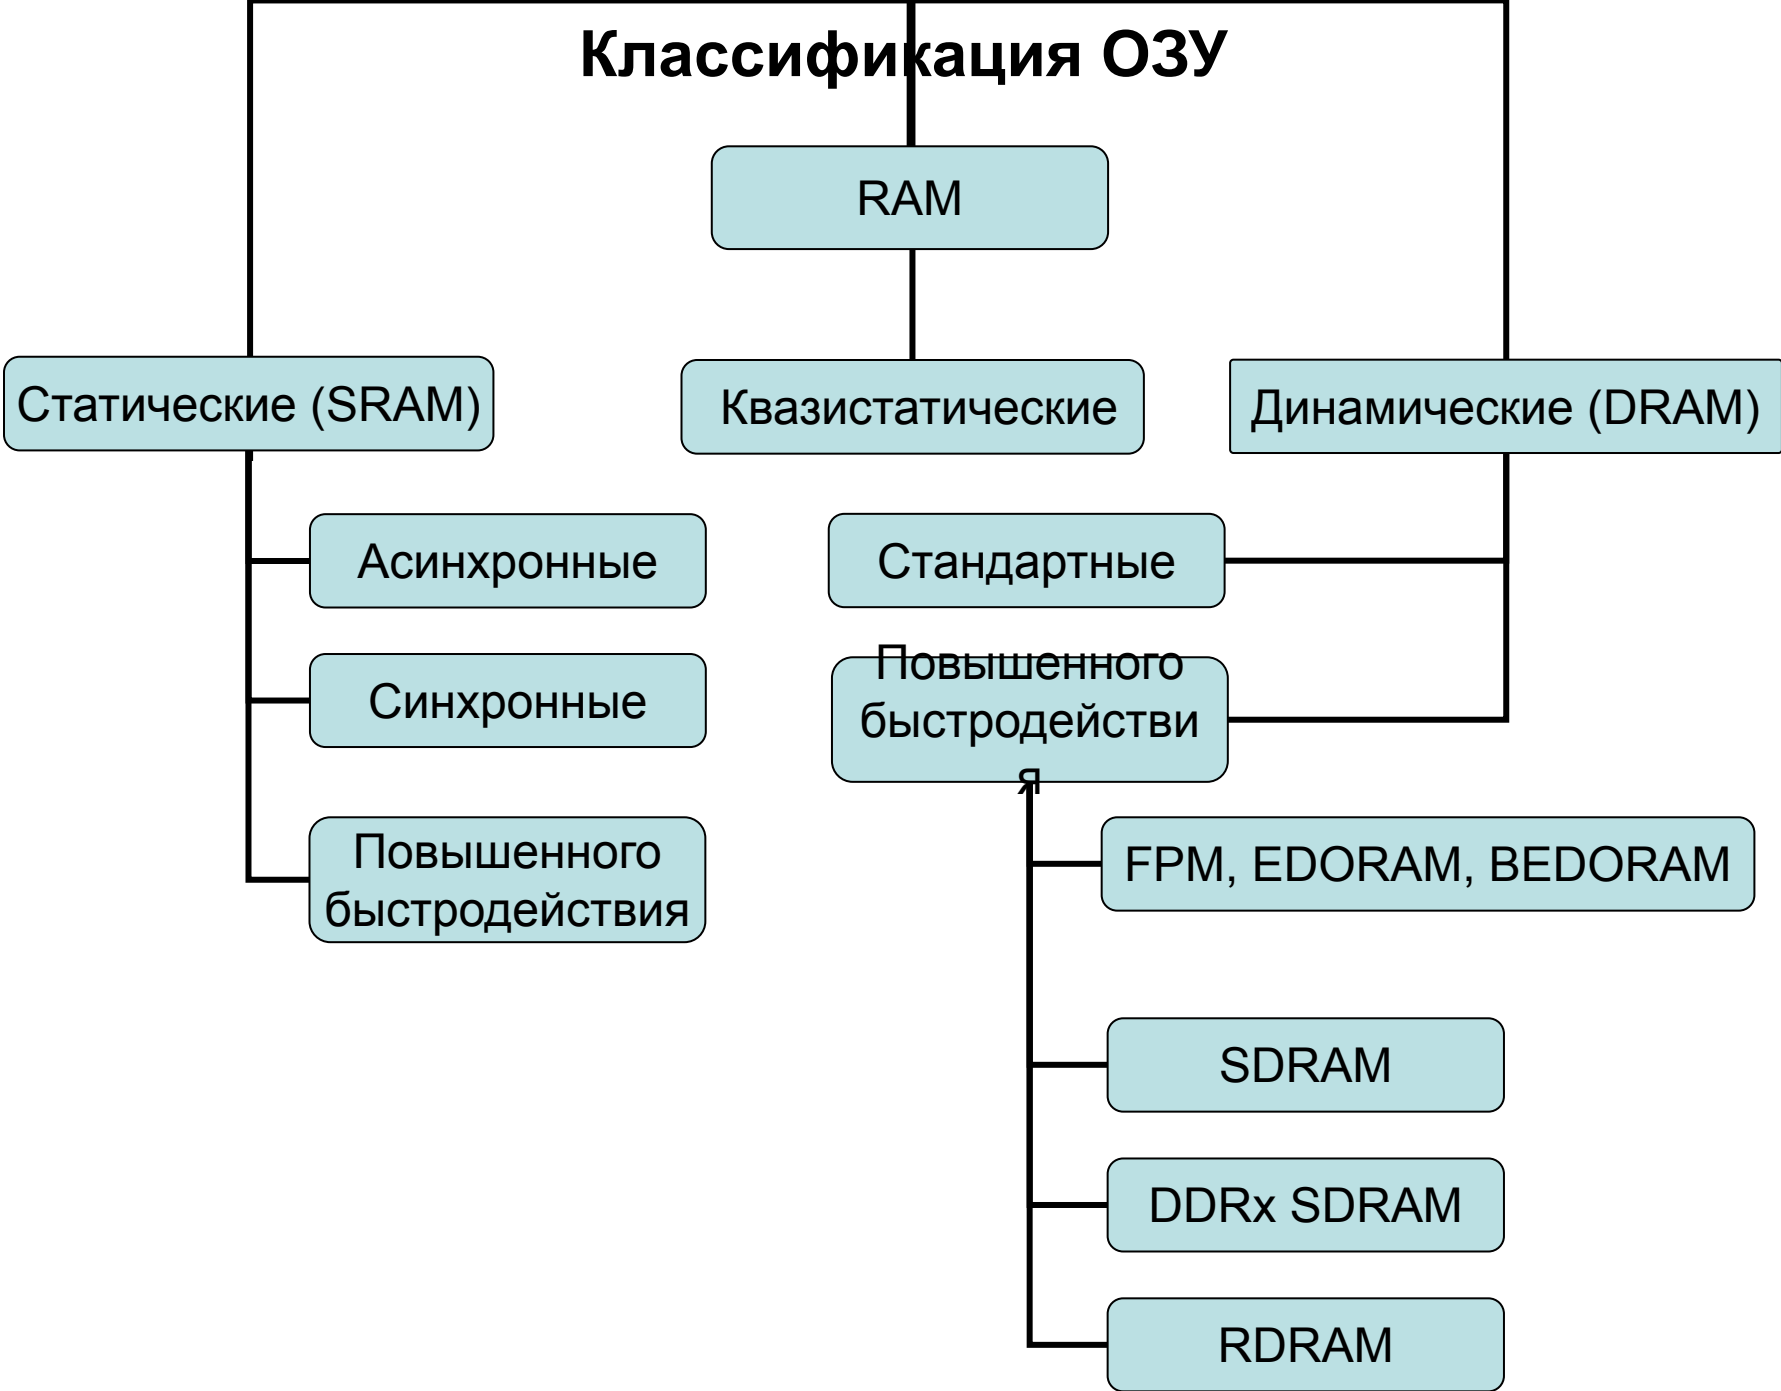 Классификация ОЗУ
RAM
Статические (SRAM)
Квазистатические
Динамические (DRAM)
Асинхронные
Стандартные
Синхронные
Повышенного
быстродействи
я
Повышенного
быстродействия
FPM, EDORAM, BEDORAM
SDRAM
DDRx SDRAM
RDRAM